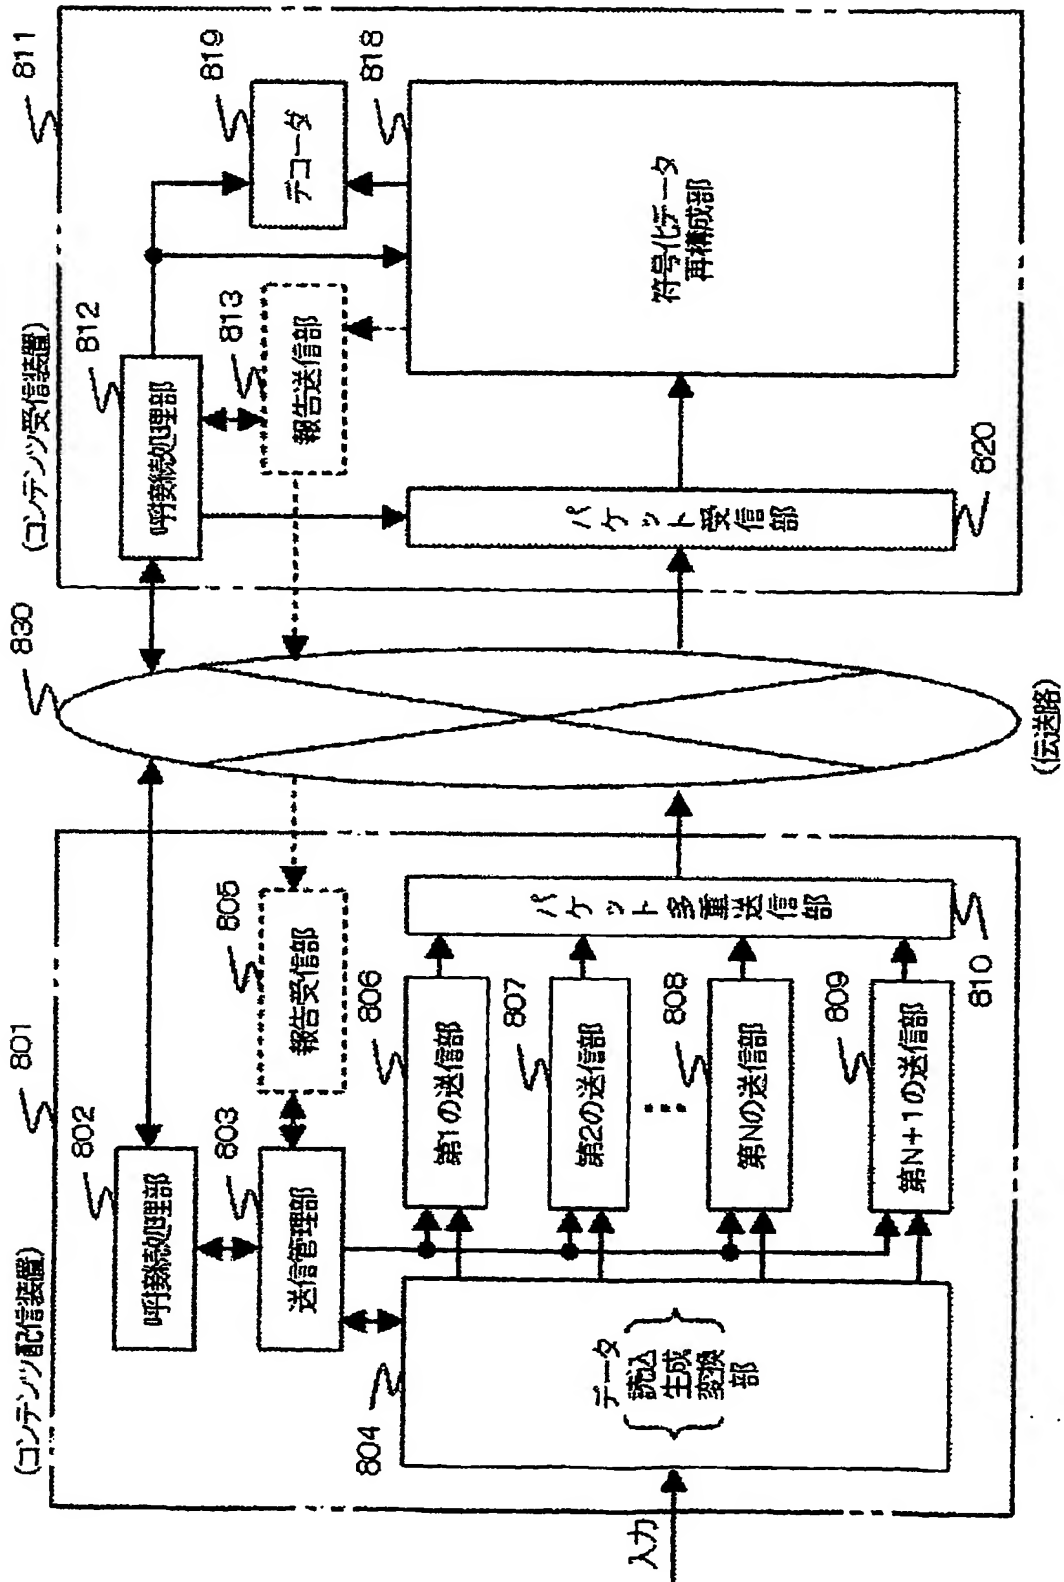 (コンテンツ配信装置)
801
802
呼接続処理部
803
送信管理部
805
報告受信部
804
データ
読込
生成
変換
部
入力
806
第1の送信部
807
第2の送信部
808
第Nの送信部
809
第N+1の送信部
パケット多重送信部
810
830
(伝送路)
(コンテンツ受信装置)
811
812
呼接続処理部
813
報告送信部
819
デコーダ
818
符号化データ
再構成部
パケット受信部
820